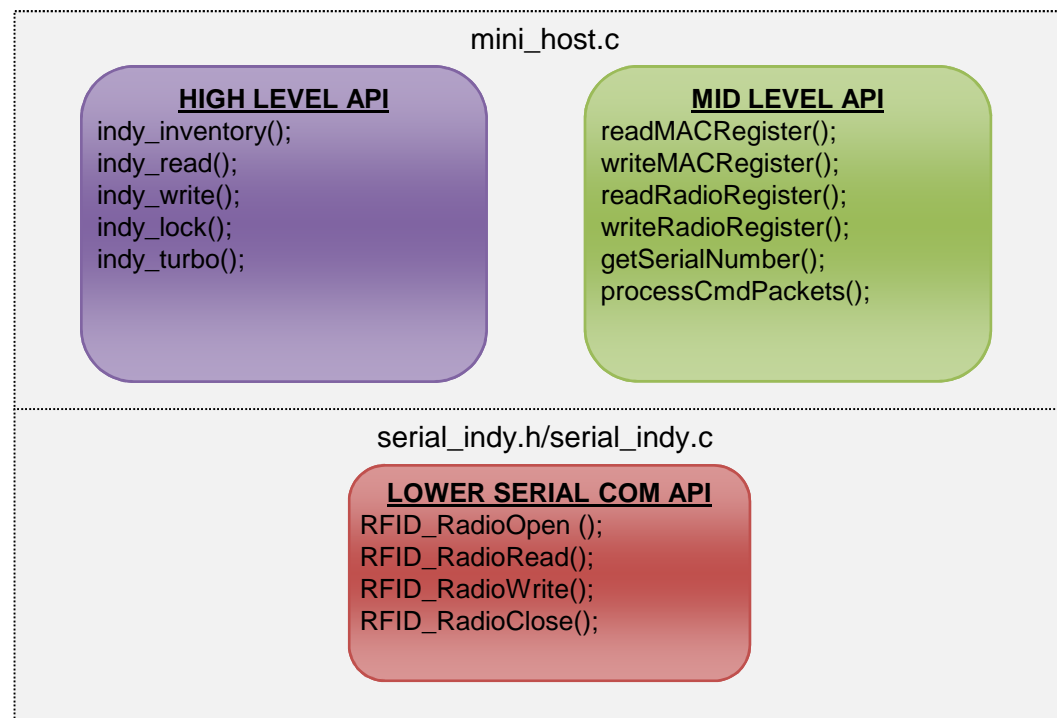 mini_host.c
HIGH LEVEL API
indy_inventory();
indy_read();
indy_write();
indy_lock();
indy_turbo();
MID LEVEL API
readMACRegister();
writeMACRegister();
readRadioRegister();
writeRadioRegister();
getSerialNumber();
processCmdPackets();
serial_indy.h/serial_indy.c
LOWER SERIAL COM API
RFID_RadioOpen ();
RFID_RadioRead();
RFID_RadioWrite();
RFID_RadioClose();